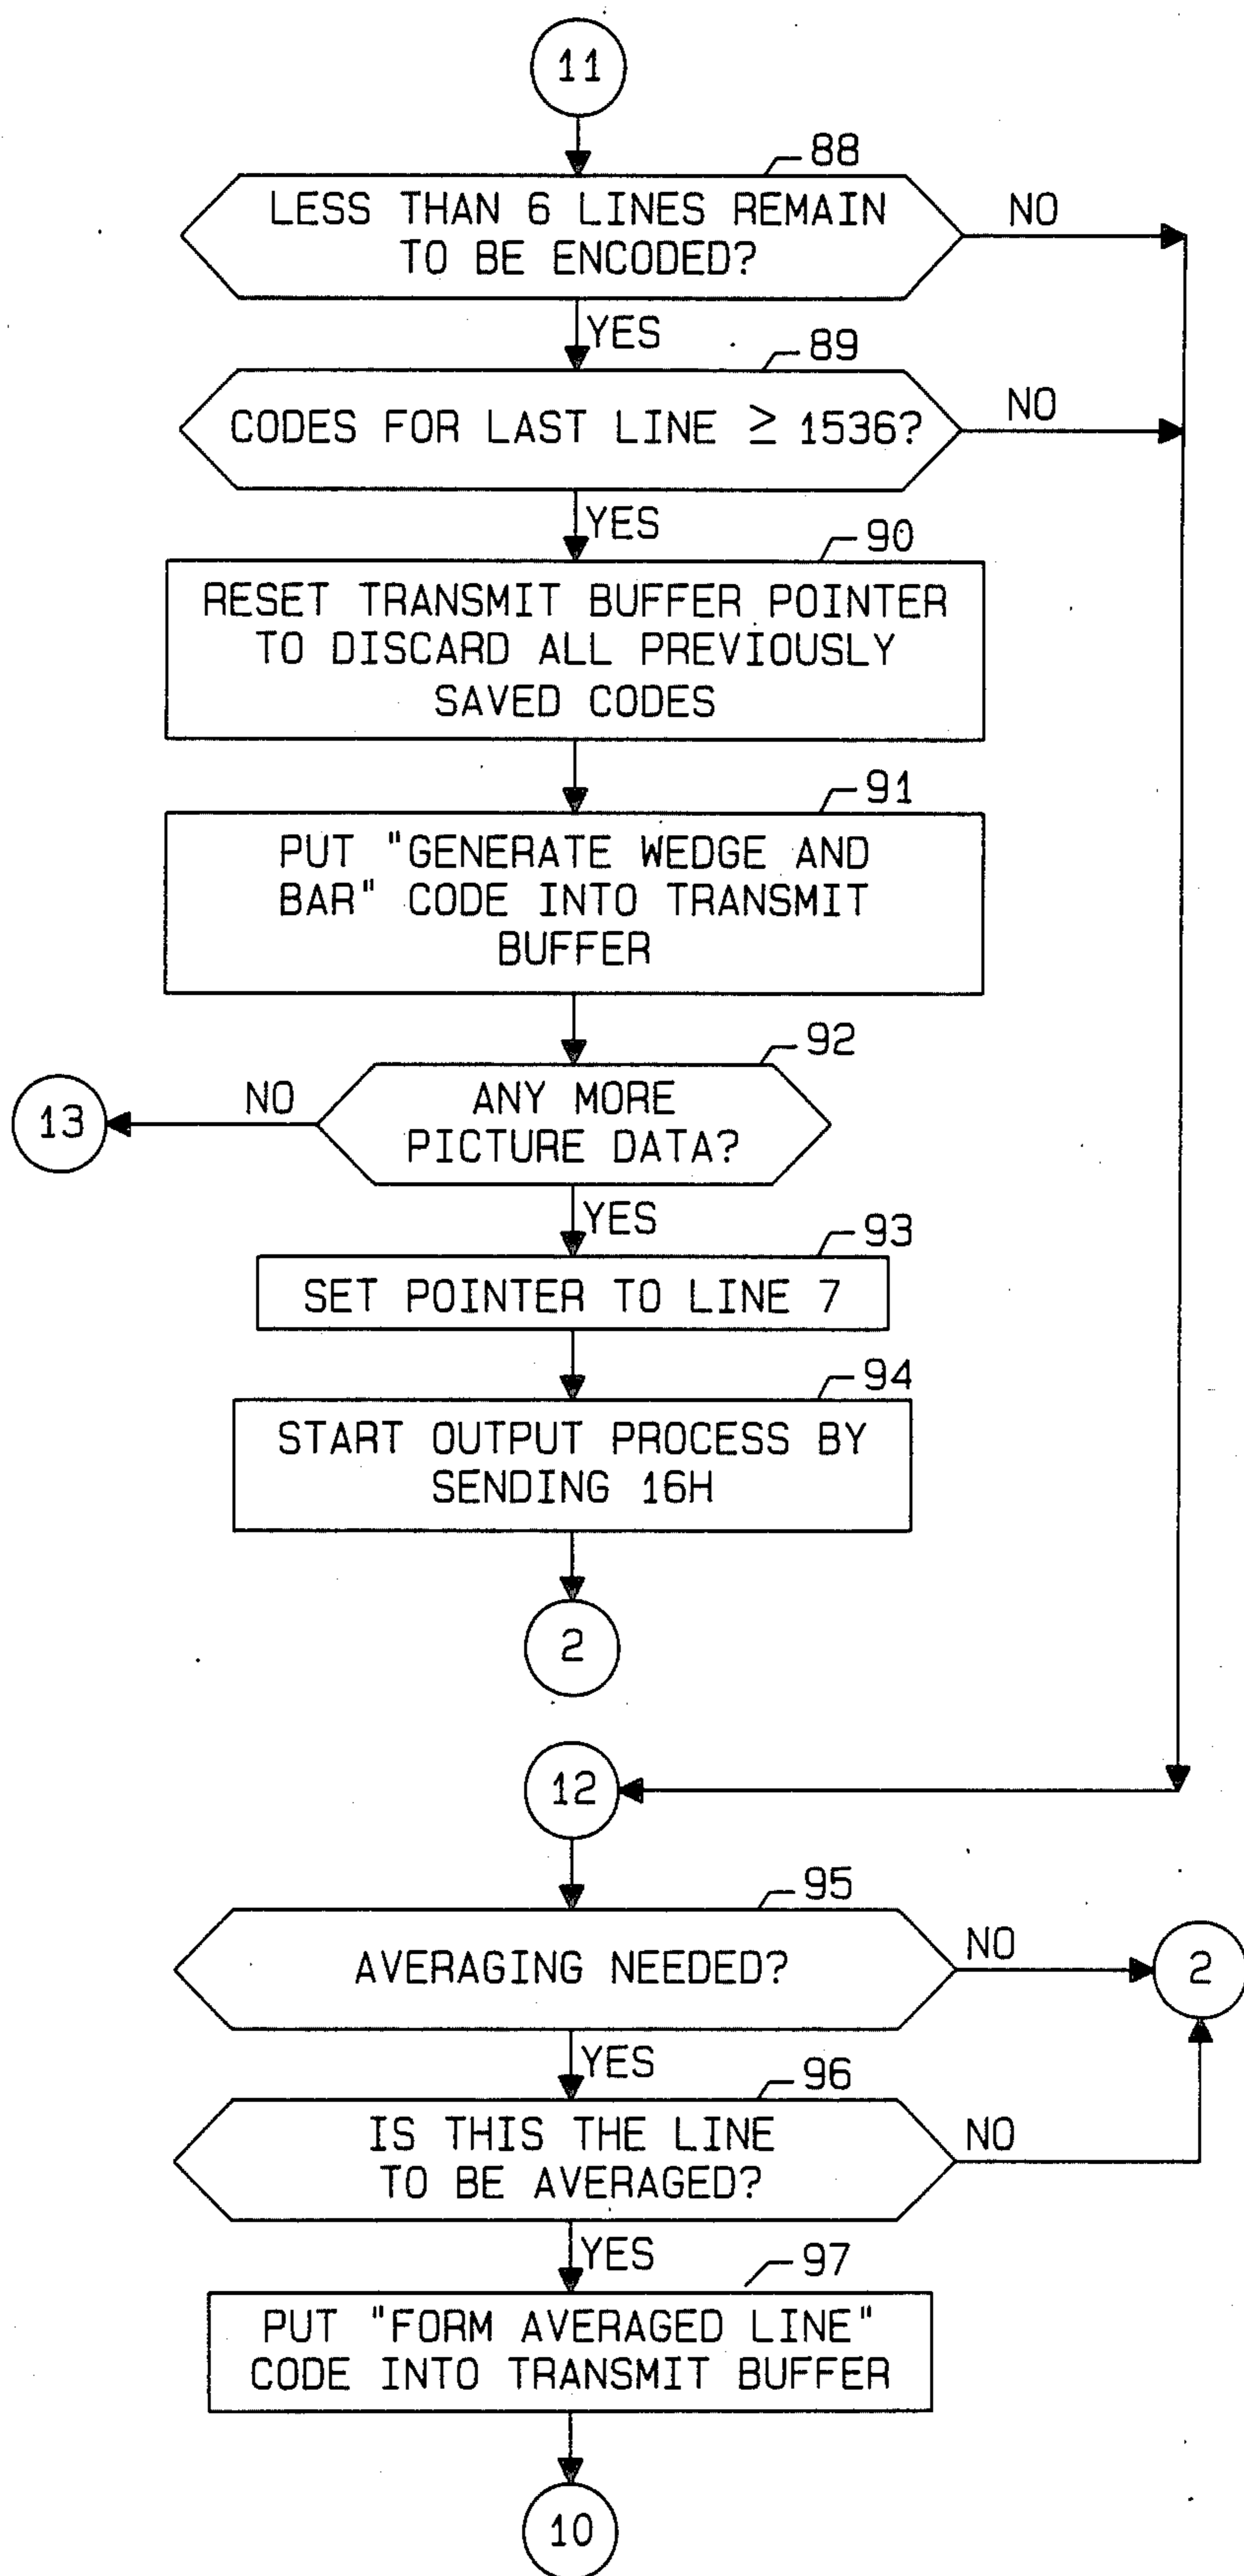 11
88
LESS THAN 6 LINES REMAIN
TO BE ENCODED?
NO
YES
89
CODES FOR LAST LINE ≥ 1536?
NO
YES
90
RESET TRANSMIT BUFFER POINTER
TO DISCARD ALL PREVIOUSLY
SAVED CODES
91
PUT "GENERATE WEDGE AND
BAR" CODE INTO TRANSMIT
BUFFER
92
13
NO
ANY MORE
PICTURE DATA?
YES
93
SET POINTER TO LINE 7
94
START OUTPUT PROCESS BY
SENDING 16H
2
12
95
AVERAGING NEEDED?
NO
2
YES
96
IS THIS THE LINE
TO BE AVERAGED?
NO
YES
97
PUT "FORM AVERAGED LINE"
CODE INTO TRANSMIT BUFFER
10